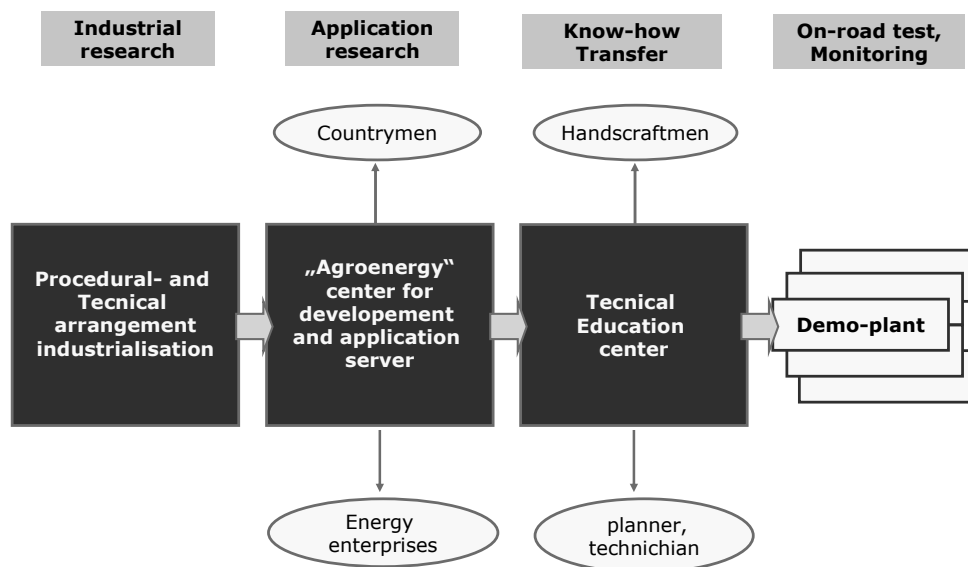 Industrial
research
Application
research
Know-how
Transfer
On-road test,
Monitoring
Countrymen
Handscraftmen
Procedural- and
Tecnical
arrangement
industrialisation
„Agroenergy“
center for
developement
and application
server
Tecnical
Education
center
Demo-plant
Energy
enterprises
planner,
technichian